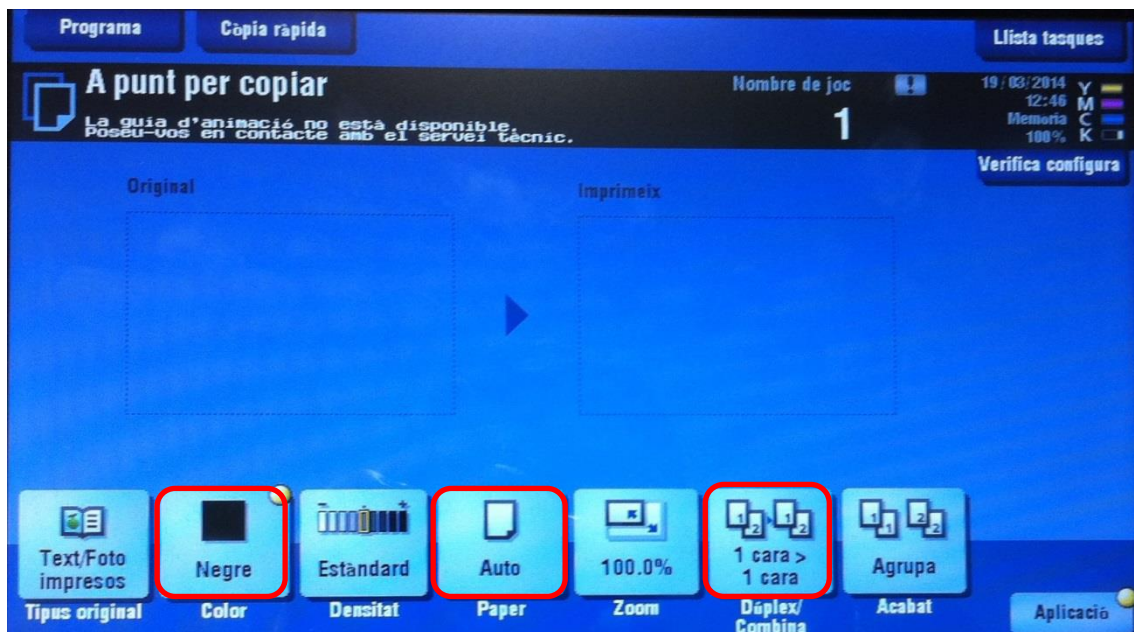 Programa
Còpia ràpida
Llista tasques
A punt per copiar
La guia d'animació no està disponible.
Poseu-vos en contacte amb el servei tècnic.
Nombre de joc
1
19/03/2014
12:46
Memoria
100%
Y
M
C
K
Verifica configura
Original
Imprimeix
Text/Foto
impresos
Negre
Estàndard
Auto
100.0%
1 cara >
1 cara
Agrupa
Tipus original
Color
Densitat
Paper
Zoom
Dúplex/
Combina
Acabat
Aplicació